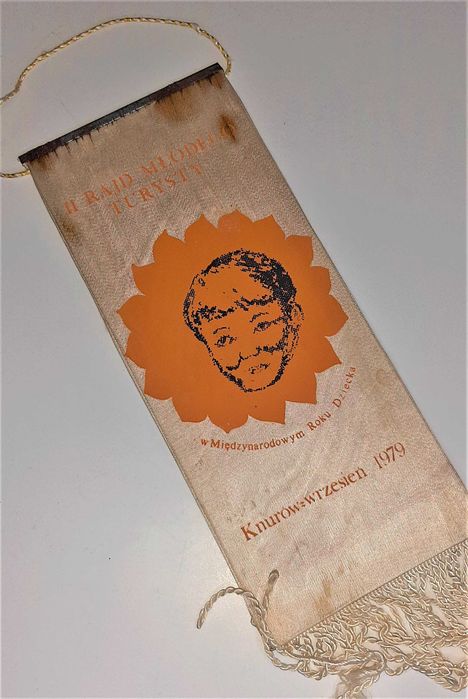 II RAJD MŁODEGO
TURYSTY
w Międzynarodowym Roku Dziecka
Knurów-wrzesień 1979